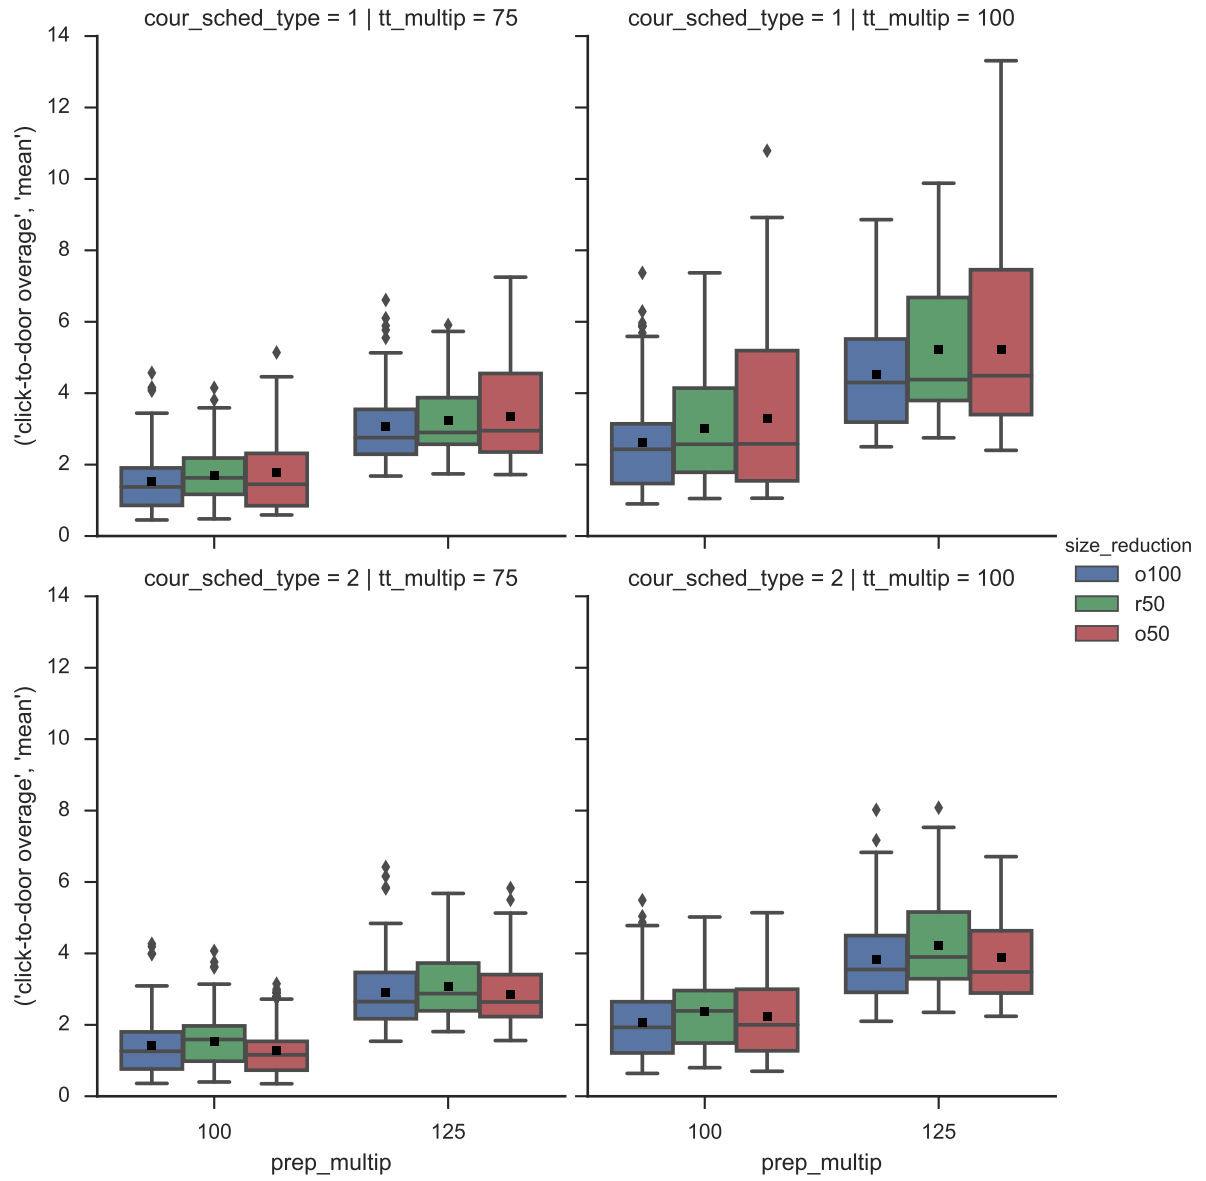 cour_sched_type = 1 | tt_multip = 75
cour_sched_type = 1 | tt_multip = 100
14
12
10
8
6
4
2
0
('click-to-door overage', 'mean')
size_reduction
o100
r50
o50
cour_sched_type = 2 | tt_multip = 75
cour_sched_type = 2 | tt_multip = 100
14
12
10
8
6
4
2
0
('click-to-door overage', 'mean')
100
125
100
125
prep_multip
prep_multip